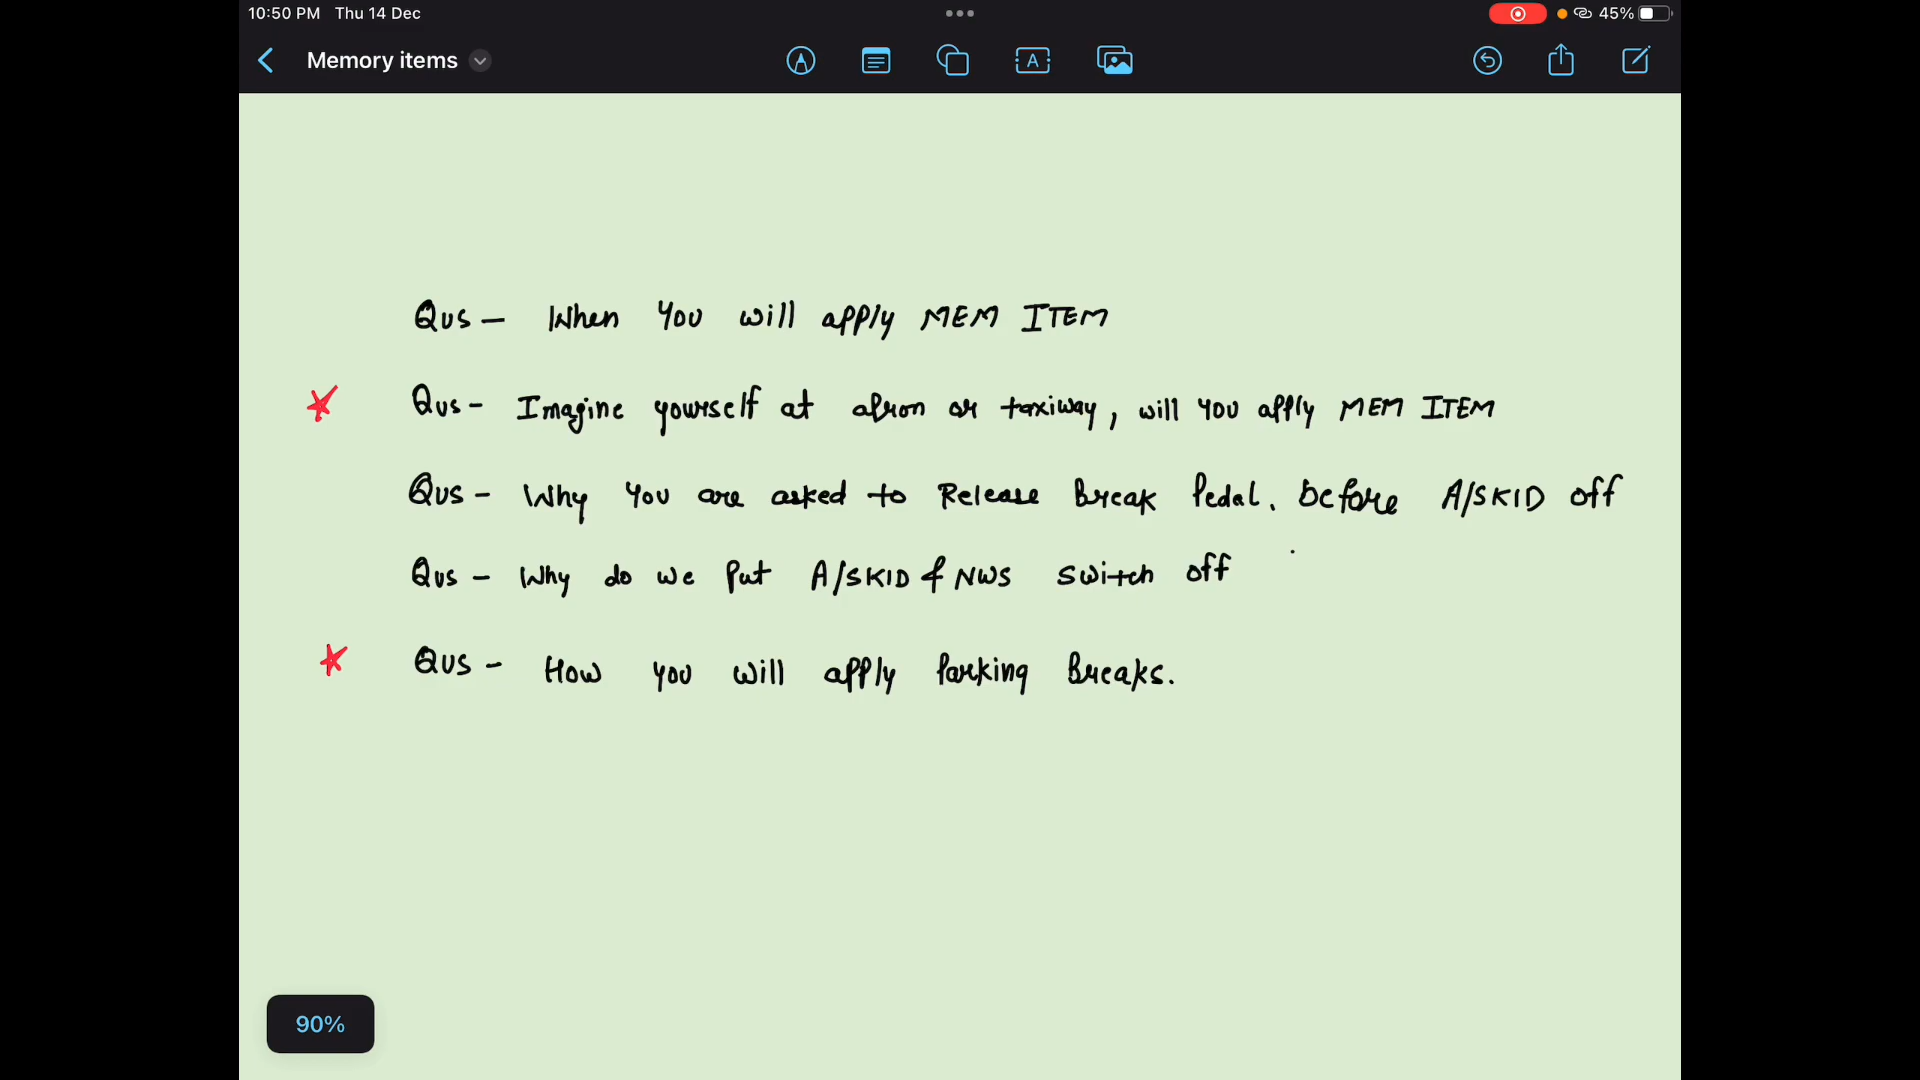 10:50 PM Thu 14 Dec
45%
Memory items
Qus - When You will apply MEM ITEM
Qus - Imagine yourself at apron or taxiway, will you apply MEM ITEM
Qus - Why You are asked to Release Break Pedal. Before A/SKID off
Qus - Why do we Put A/SKID & NWS switch off
Qus - How you will apply Parking Breaks.
90%